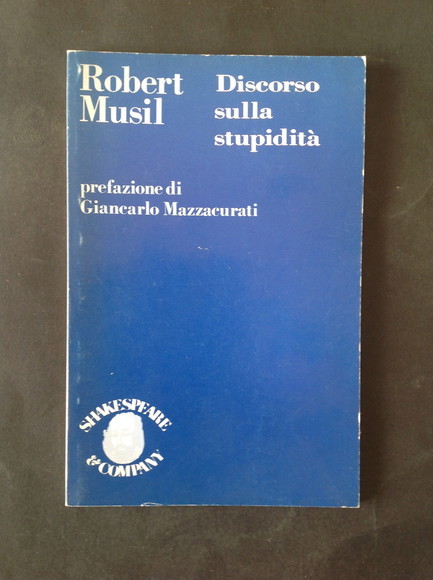 Robert
Musil
Discorso
sulla
stupidità
prefazione di
Giancarlo Mazzacurati
SHAKESPEARE
& COMPANY